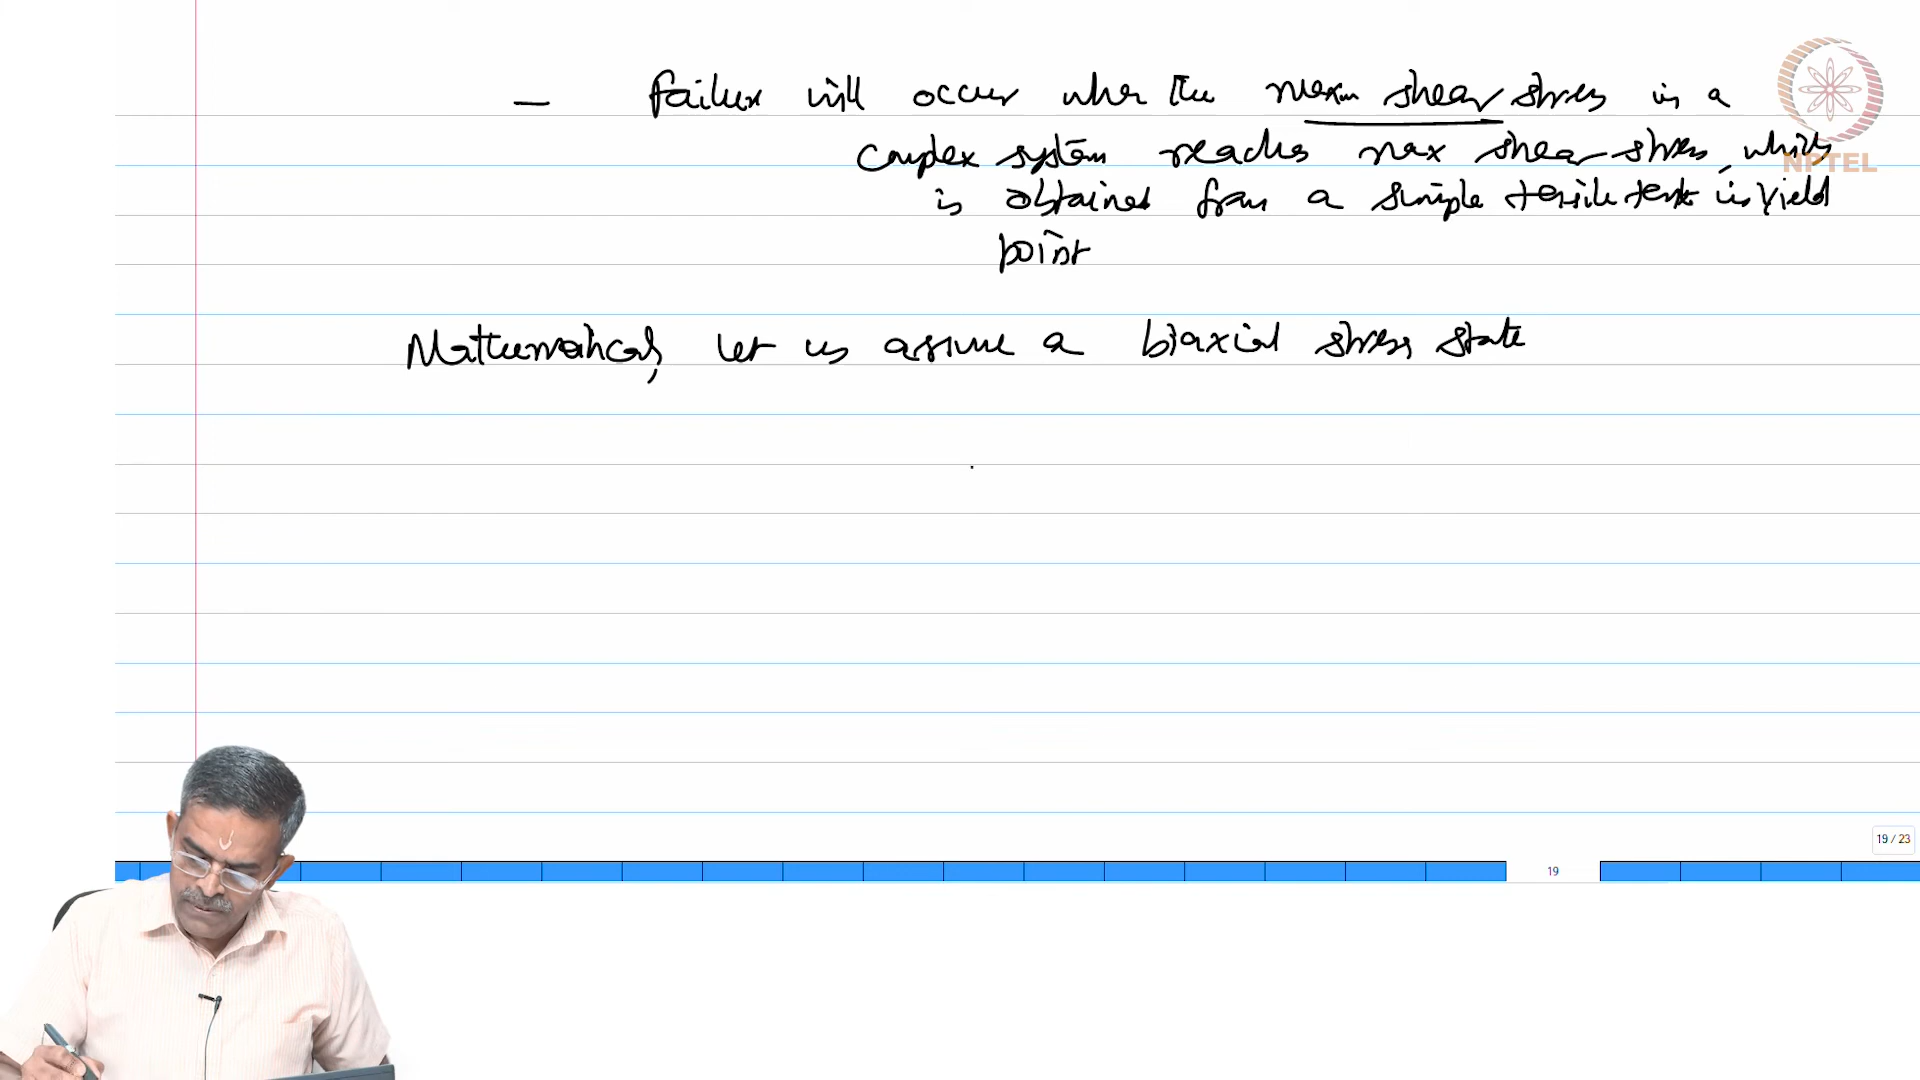 — Failure will occur when the maxm shear stress in a
complex system reaches max shear stress, which
is obtained from a simple tensile test in yield
point
Mathematically, let us assume a biaxial stress state
NPTEL
19 / 23
19